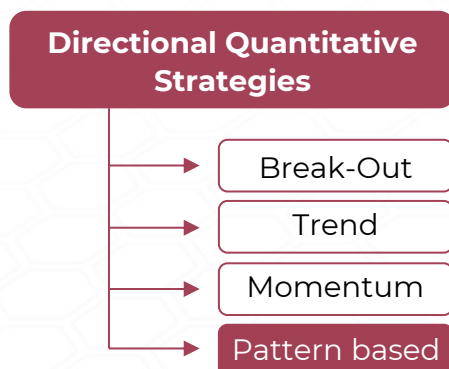 Directional Quantitative
Strategies
Break-Out
Trend
Momentum
Pattern based